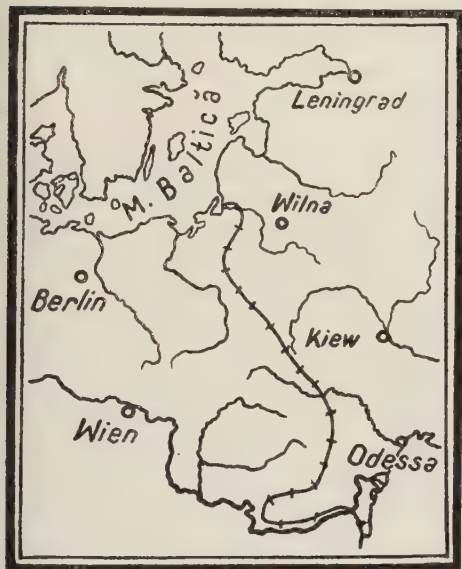 Leningrad
M. Baltică
Wilna
Berlin
Kiew
Wien
Odessa